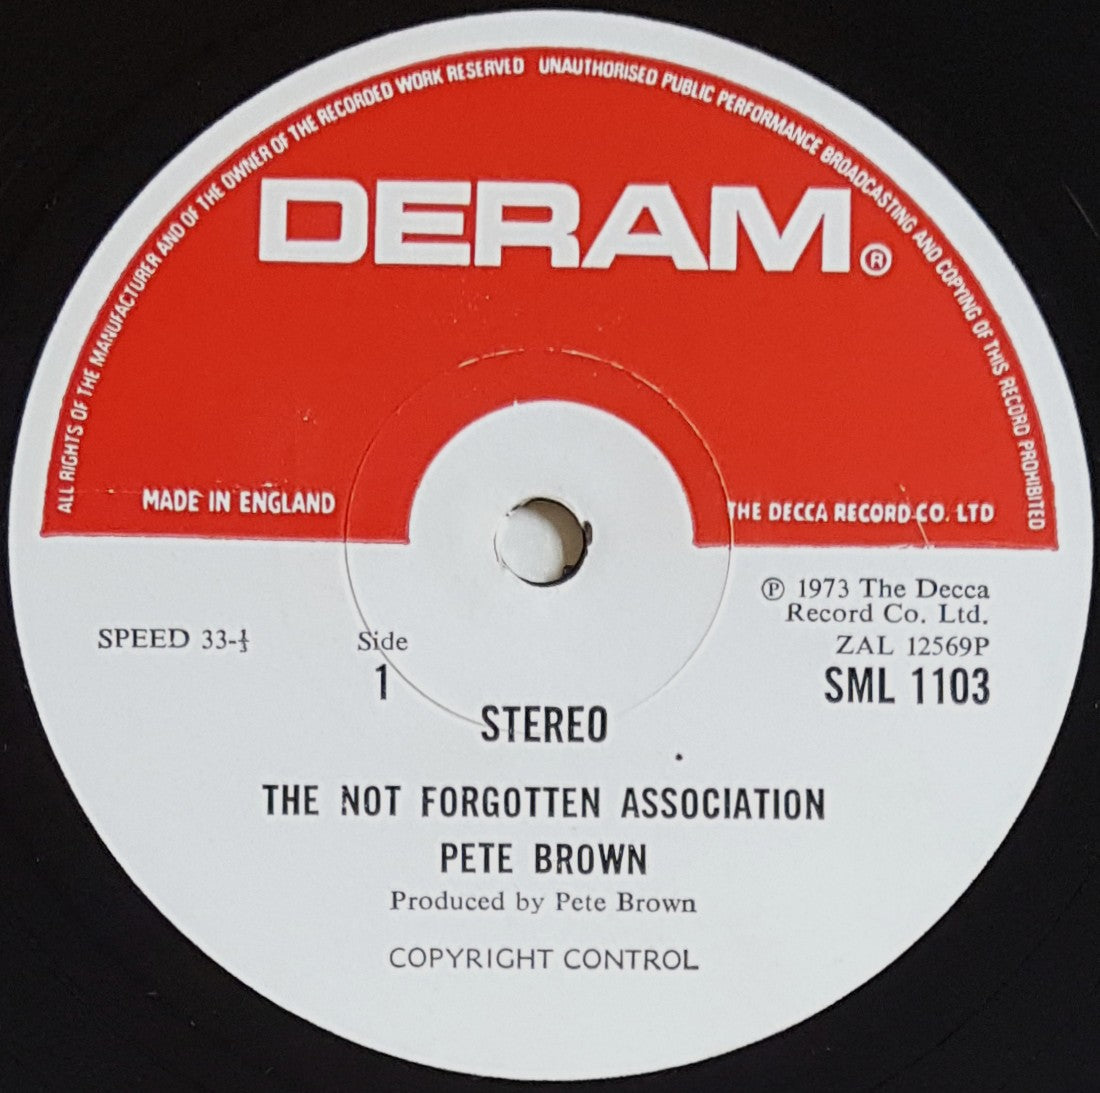 ALL RIGHTS OF THE MANUFACTURER AND OF THE OWNER OF THE RECORDED WORK RESERVED UNAUTHORISED PUBLIC PERFORMANCE BROADCASTING AND COPYING OF THIS RECORD PROHIBITED
DERAM®
MADE IN ENGLAND
THE DECCA RECORD CO. LTD
℗ 1973 The Decca
Record Co. Ltd.
SPEED 33-⅓
Side
1
ZAL 12569P
SML 1103
STEREO
THE NOT FORGOTTEN ASSOCIATION
PETE BROWN
Produced by Pete Brown
COPYRIGHT CONTROL